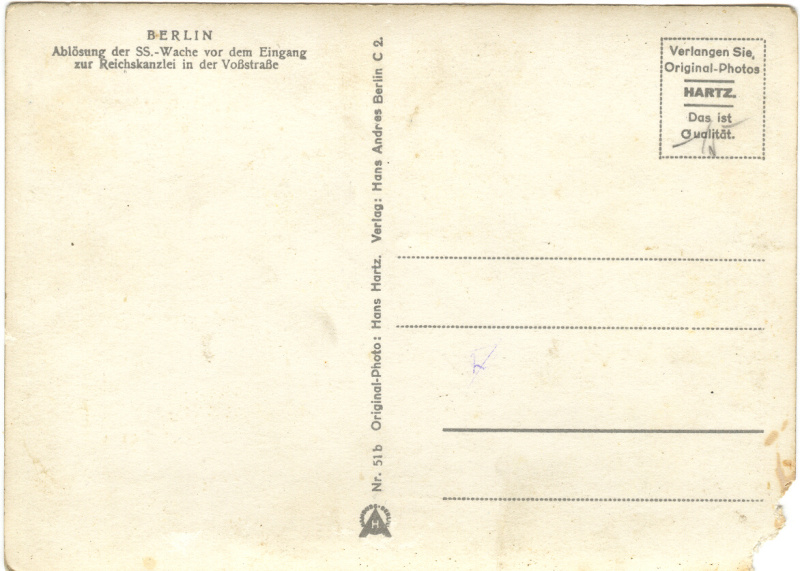 BERLIN
Ablösung der SS.-Wache vor dem Eingang
zur Reichskanzlei in der Voßstraße
Nr. 51b Original-Photo: Hans Hartz. Verlag: Hans Andres Berlin C 2.
H
Verlangen Sie,
Original-Photos
HARTZ.
Das ist
Qualität.